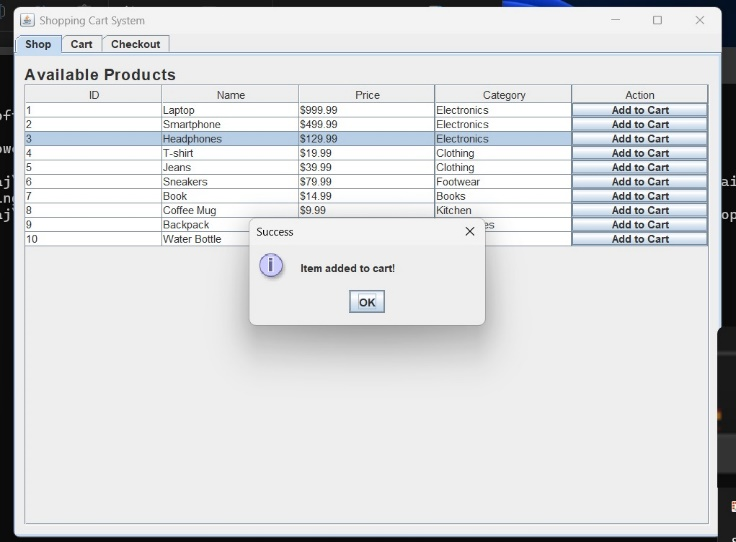 Shopping Cart System
Shop Cart Checkout
Available Products
ID Name Price Category Action
1 Laptop $999.99 Electronics Add to Cart
2 Smartphone $499.99 Electronics Add to Cart
3 Headphones $129.99 Electronics Add to Cart
4 T-shirt $19.99 Clothing Add to Cart
5 Jeans $39.99 Clothing Add to Cart
6 Sneakers $79.99 Footwear Add to Cart
7 Book $14.99 Books Add to Cart
8 Coffee Mug $9.99 Kitchen Add to Cart
9 Backpack Add to Cart
10 Water Bottle Add to Cart
Success
Item added to cart!
OK